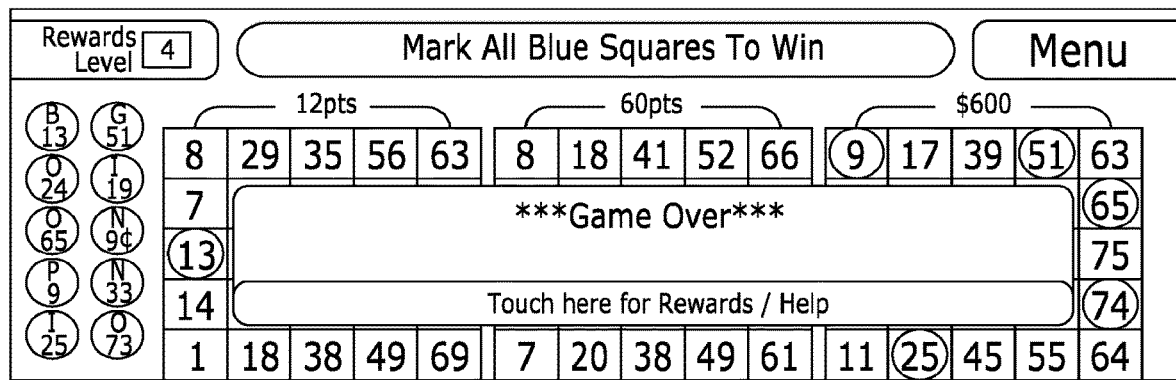 Rewards Level 4
Mark All Blue Squares To Win
Menu
12pts 60pts $600
B 13 G 51
O 24 I 19
O 65 N 9¢
P 9 N 33
I 25 O 73
8 29 35 56 63 8 18 41 52 66 9 17 39 51 63
7 ***Game Over*** 65
13 75
14 Touch here for Rewards / Help 74
1 18 38 49 69 7 20 38 49 61 11 25 45 55 64